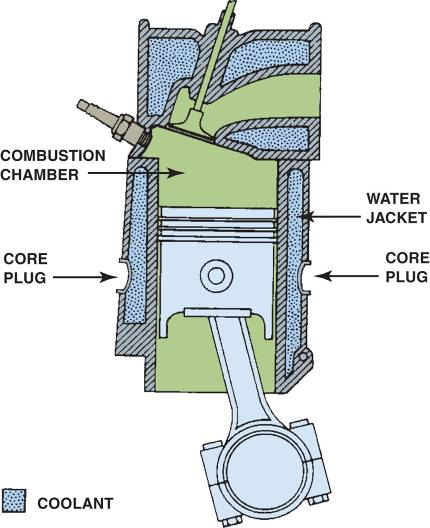 COMBUSTION
CHAMBER
WATER
JACKET
CORE
PLUG
CORE
PLUG
COOLANT